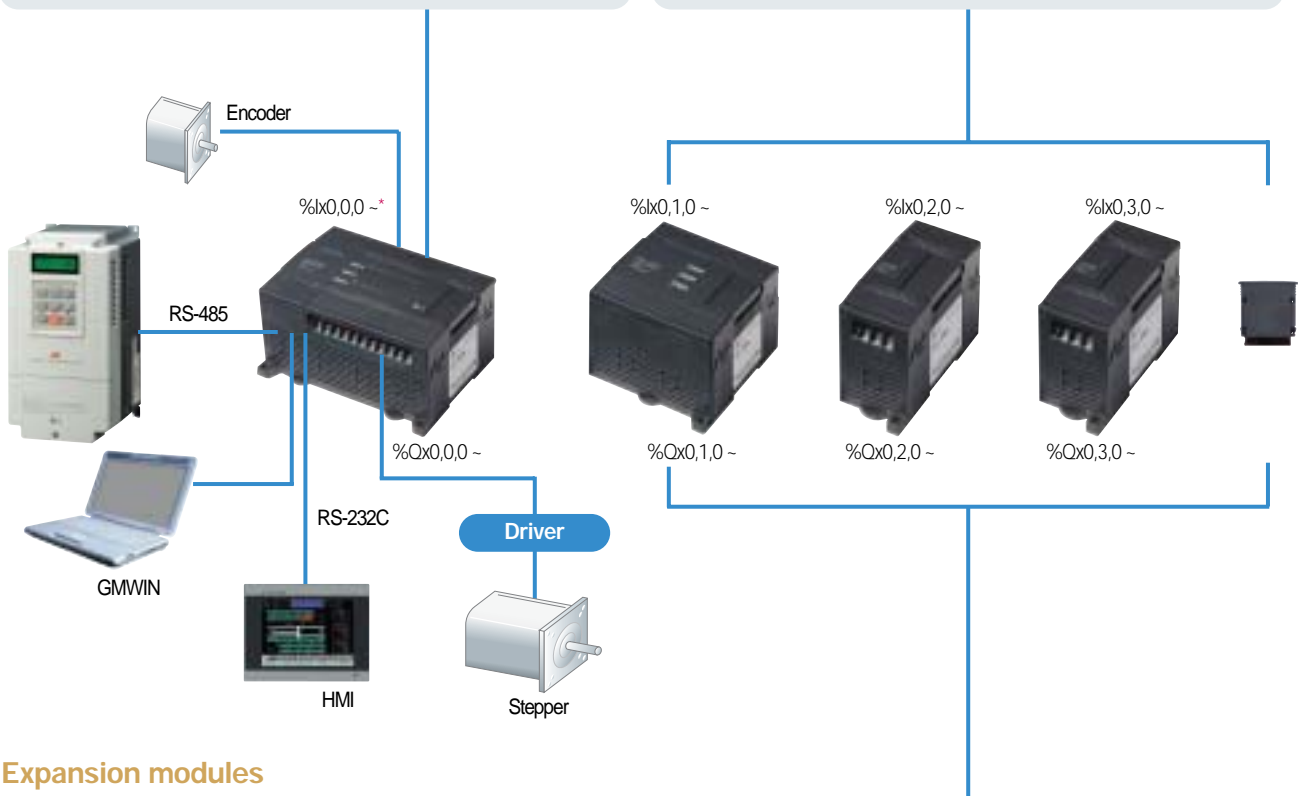 Encoder
%Ix0,0,0 ~*
%Ix0,1,0 ~
%Ix0,2,0 ~
%Ix0,3,0 ~
RS-485
%Qx0,0,0 ~
%Qx0,1,0 ~
%Qx0,2,0 ~
%Qx0,3,0 ~
RS-232C
Driver
GMWIN
HMI
Stepper
Expansion modules